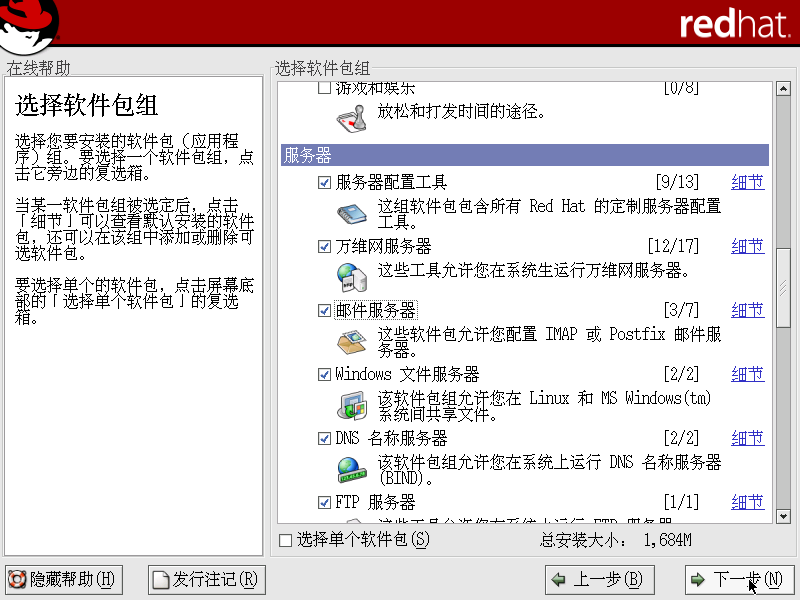 redhat.
在线帮助
选择软件包组
选择您要安装的软件包（应用程
序）组。要选择一个软件包组，点
击它旁边的复选箱。
当某一软件包组被选定后，点击
「细节」可以查看默认安装的软件
包，还可以在该组中添加或删除可
选软件包。
要选择单个的软件包，点击屏幕底
部的「选择单个软件包」的复选
箱。
选择软件包组
游戏和娱乐 [0/8]
放松和打发时间的途径。
服务器
服务器配置工具 [9/13] 细节
这组软件包包含所有 Red Hat 的定制服务器配置
工具。
万维网服务器 [12/17] 细节
这些工具允许您在系统生运行万维网服务器。
邮件服务器 [3/7] 细节
这些软件包允许您配置 IMAP 或 Postfix 邮件服
务器。
Windows 文件服务器 [2/2] 细节
该软件包组允许您在 Linux 和 MS Windows(tm)
系统间共享文件。
DNS 名称服务器 [2/2] 细节
该软件包组允许您在系统上运行 DNS 名称服务器
(BIND)。
FTP 服务器 [1/1] 细节
这些工具允许您在系统上运行 FTP 服务器
选择单个软件包(S) 总安装大小： 1,684M
隐藏帮助(H) 发行注记(R) 上一步(B) 下一步(N)